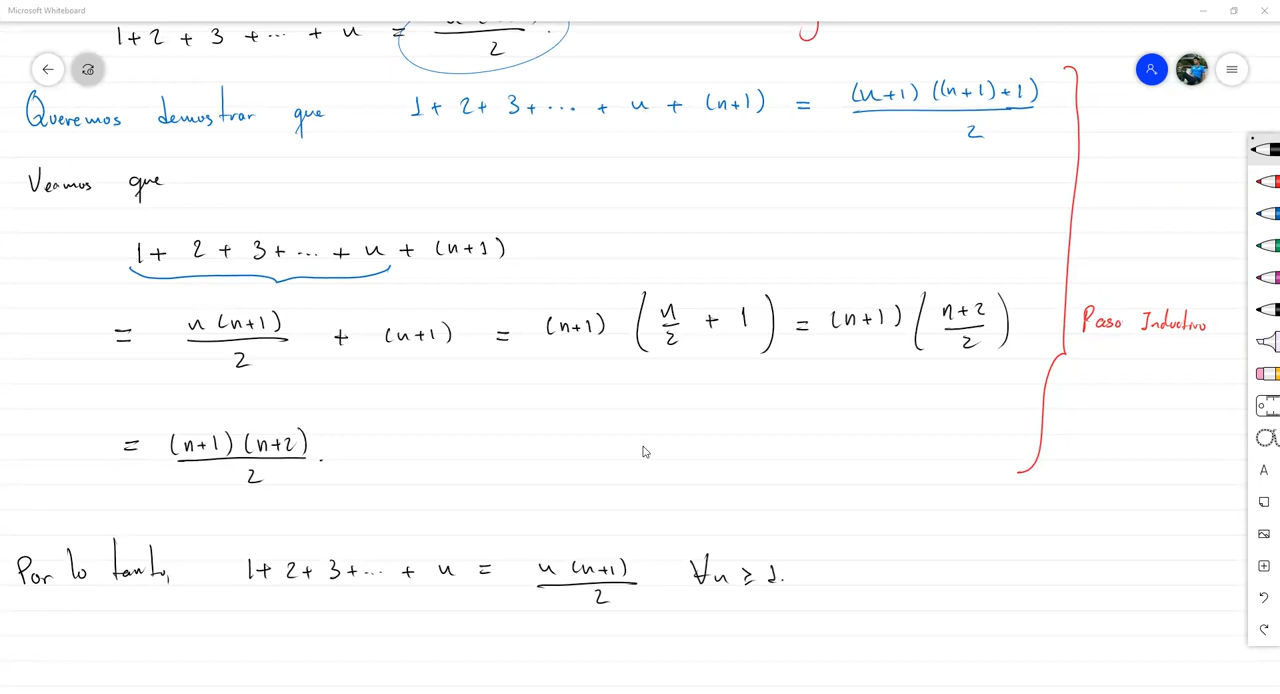 Microsoft Whiteboard
1 + 2 + 3 + ... + n = / 2 .
Queremos demostrar que 1 + 2 + 3 + ... + n + (n+1) = (n+1) ((n+1)+1) / 2
Veamos que
1 + 2 + 3 + ... + n + (n+1)
= n (n+1) / 2 + (n+1) = (n+1) ( n/2 + 1 ) = (n+1) ( n+2 / 2 )
Paso Inductivo
= (n+1) (n+2) / 2 .
Por lo tanto, 1 + 2 + 3 + ... + n = n (n+1) / 2 ∀n ≥ 1.
A